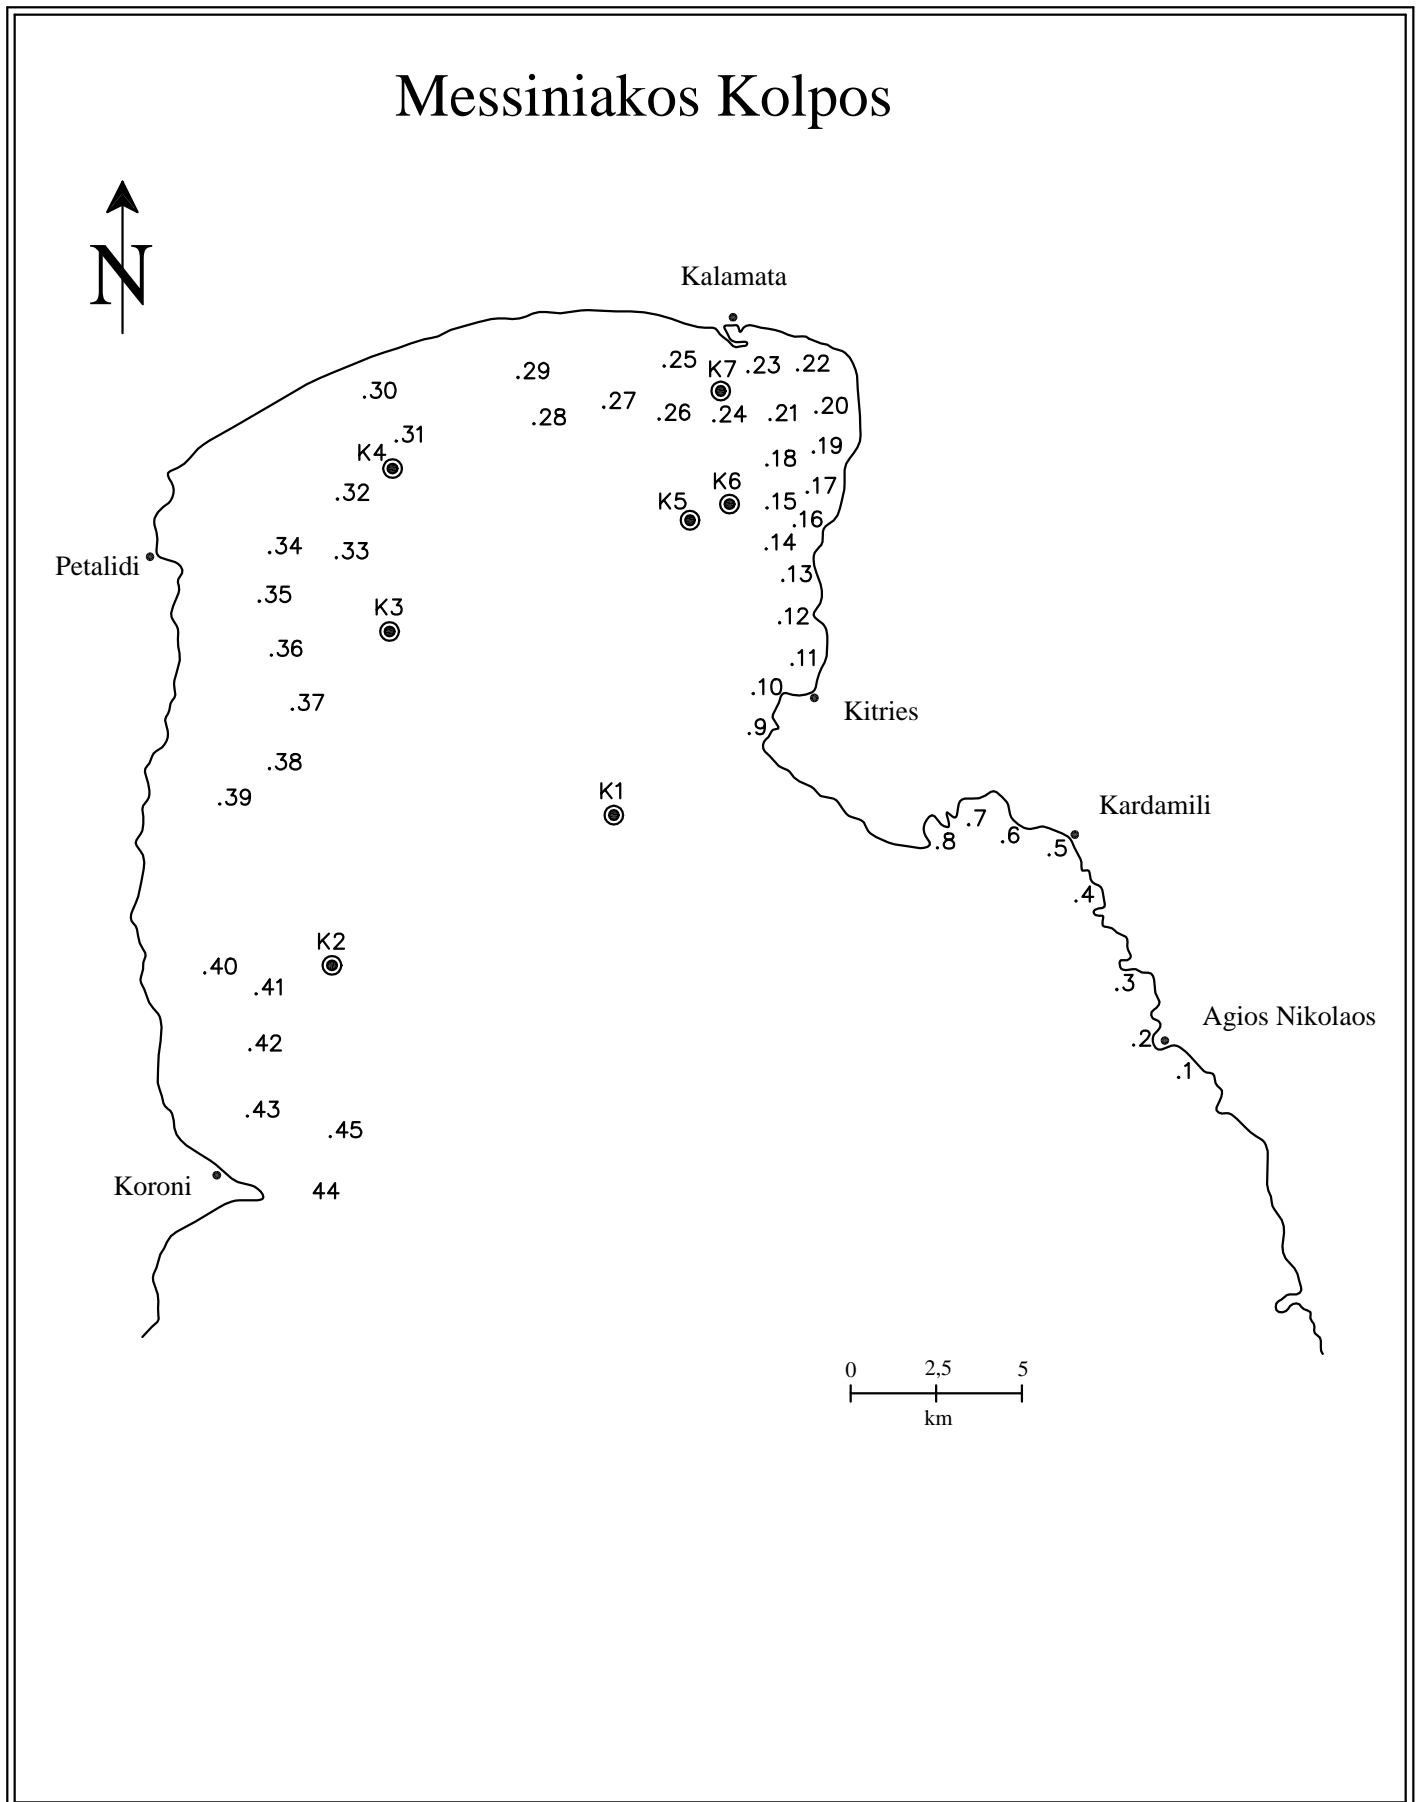 Messiniakos Kolpos
N
Kalamata
.25
K7
.23
.22
.29
.30
.27
.28
.26
.24
.21
.20
.31
K4
.18
.19
.32
K5
K6
.15
.17
.16
.34
.33
.14
Petalidi
.13
.35
K3
.12
.36
.11
.37
.10
Kitries
.9
.38
.39
K1
Kardamili
.7
.8
.6
.5
.4
K2
.40
.41
.3
Agios Nikolaos
.42
.2
.1
.43
.45
Koroni
44
0 2,5 5
km